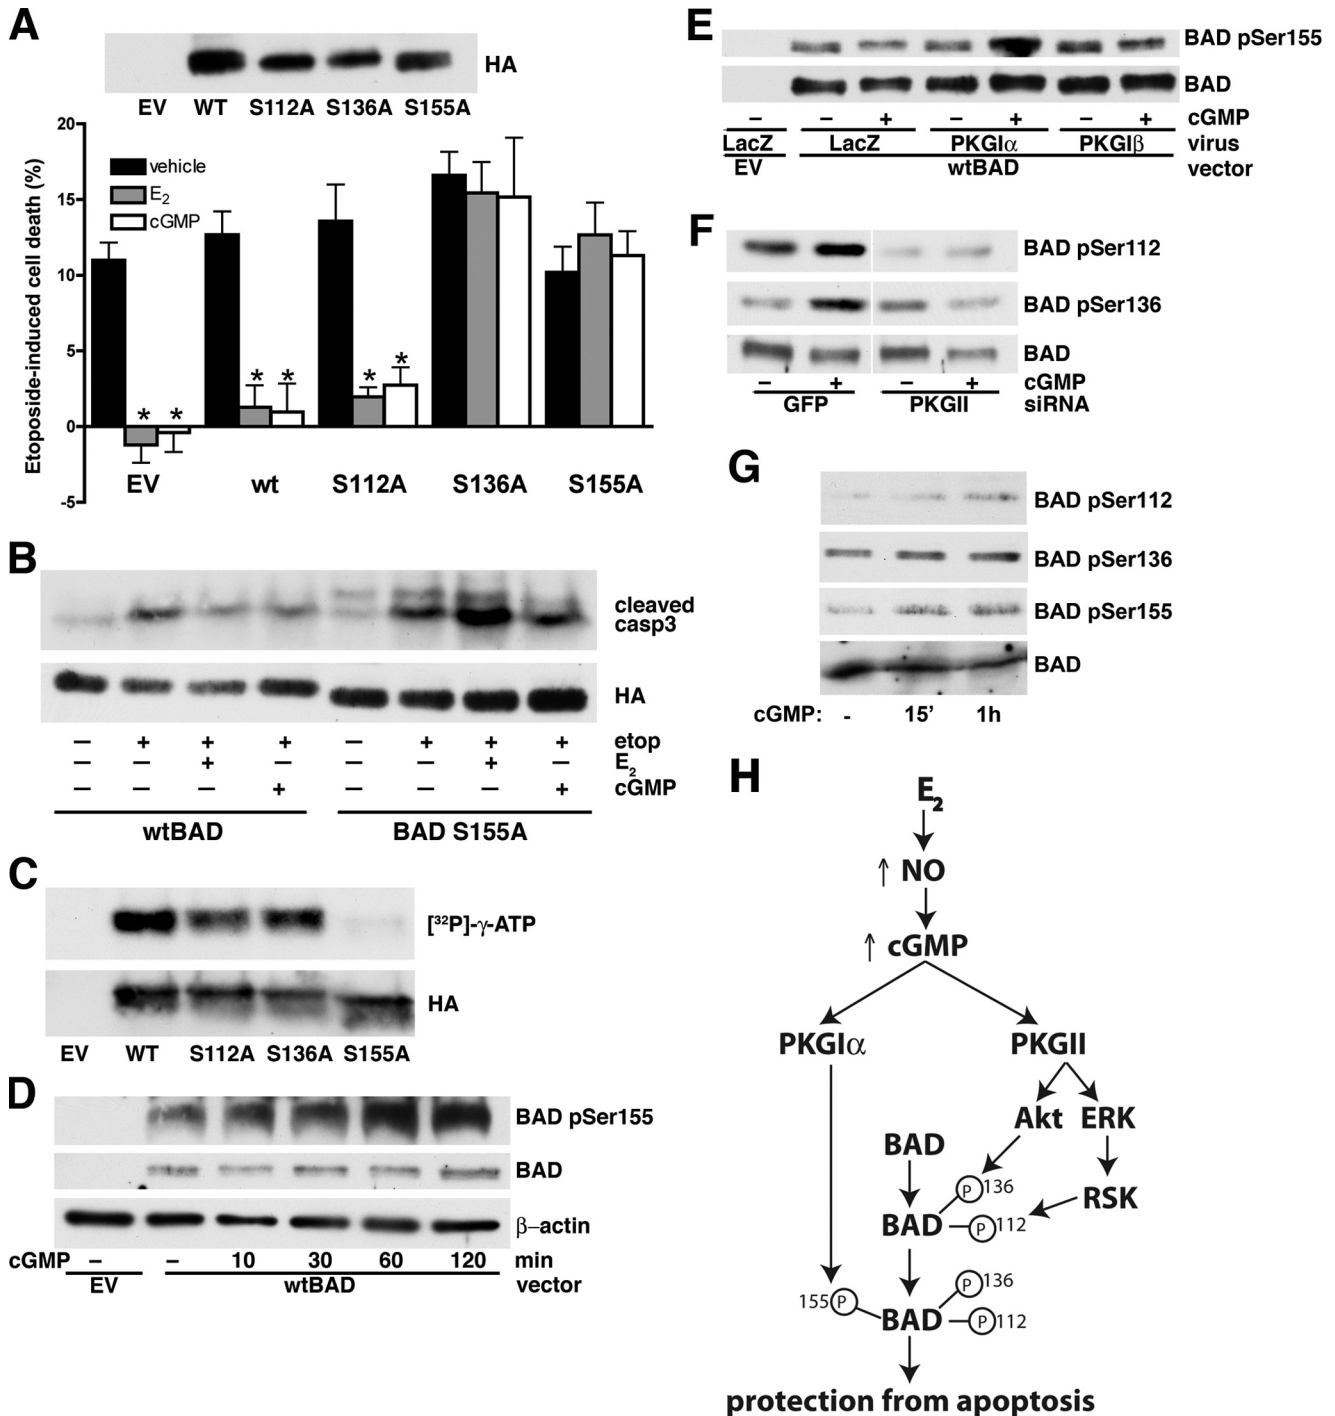 A
HA
EV WT S112A S136A S155A
Etoposide-induced cell death (%)
20
15
10
5
0
-5
vehicle
E2
cGMP
* * * * * *
EV wt S112A S136A S155A
B
cleaved
casp3
HA
– + + + – + + + etop
– – + – – – + – E2
– – – + – – – + cGMP
wtBAD BAD S155A
C
[32P]-γ-ATP
HA
EV WT S112A S136A S155A
D
BAD pSer155
BAD
β–actin
cGMP – – 10 30 60 120 min
EV wtBAD vector
E
BAD pSer155
BAD
– – + – + – + cGMP
LacZ LacZ PKGIα PKGIβ virus
EV wtBAD vector
F
BAD pSer112
BAD pSer136
BAD
– + – + cGMP
GFP PKGII siRNA
G
BAD pSer112
BAD pSer136
BAD pSer155
BAD
cGMP: - 15' 1h
H
E2
↑ NO
↑ cGMP
PKGIα PKGII
Akt ERK
BAD
P 136
RSK
BAD P 112
P 136
155 P BAD P 112
protection from apoptosis